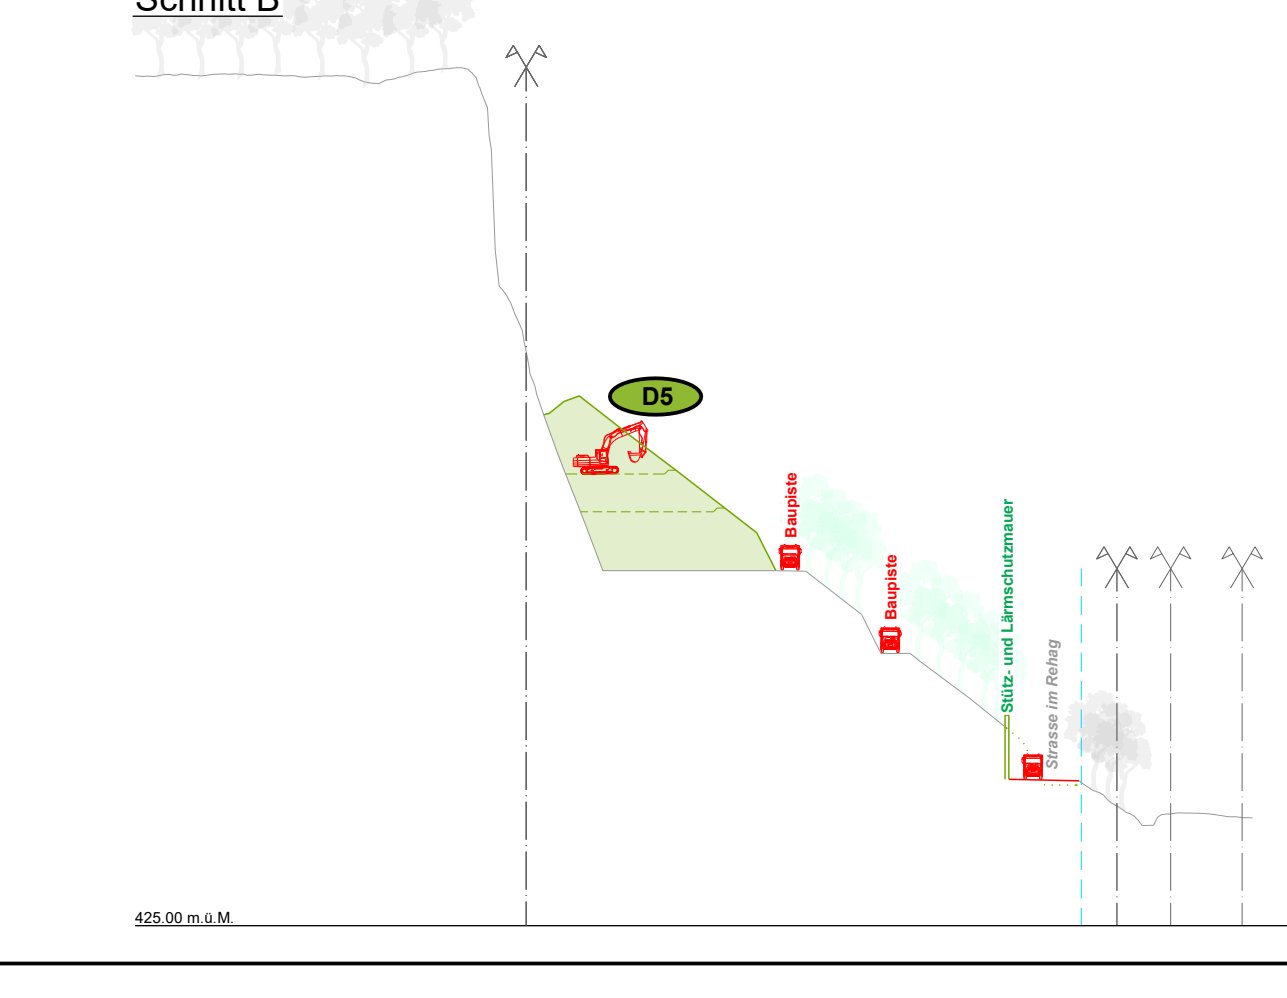 Schnitt B
D5
Baupiste
Baupiste
Stütz- und Lärmschutzmauer
Strasse im Rehag
425.00 m.ü.M.